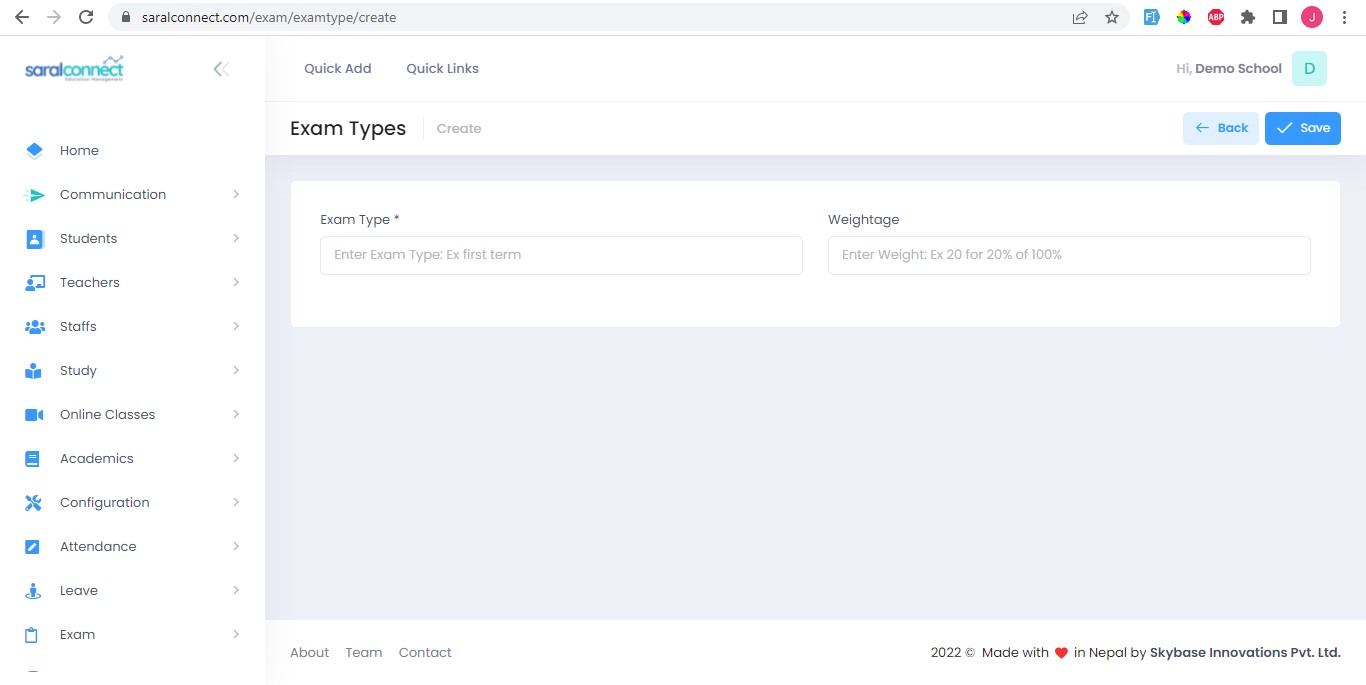 saralconnect.com/exam/examtype/create
ABP
J
saralconnect
Education Management
Quick Add
Quick Links
Hi, Demo School
D
Exam Types
Create
Back
Save
Home
Communication
Students
Teachers
Staffs
Study
Online Classes
Academics
Configuration
Attendance
Leave
Exam
Exam Type *
Weightage
Enter Exam Type: Ex first term
Enter Weight: Ex 20 for 20% of 100%
About
Team
Contact
2022 © Made with ❤ in Nepal by Skybase Innovations Pvt. Ltd.